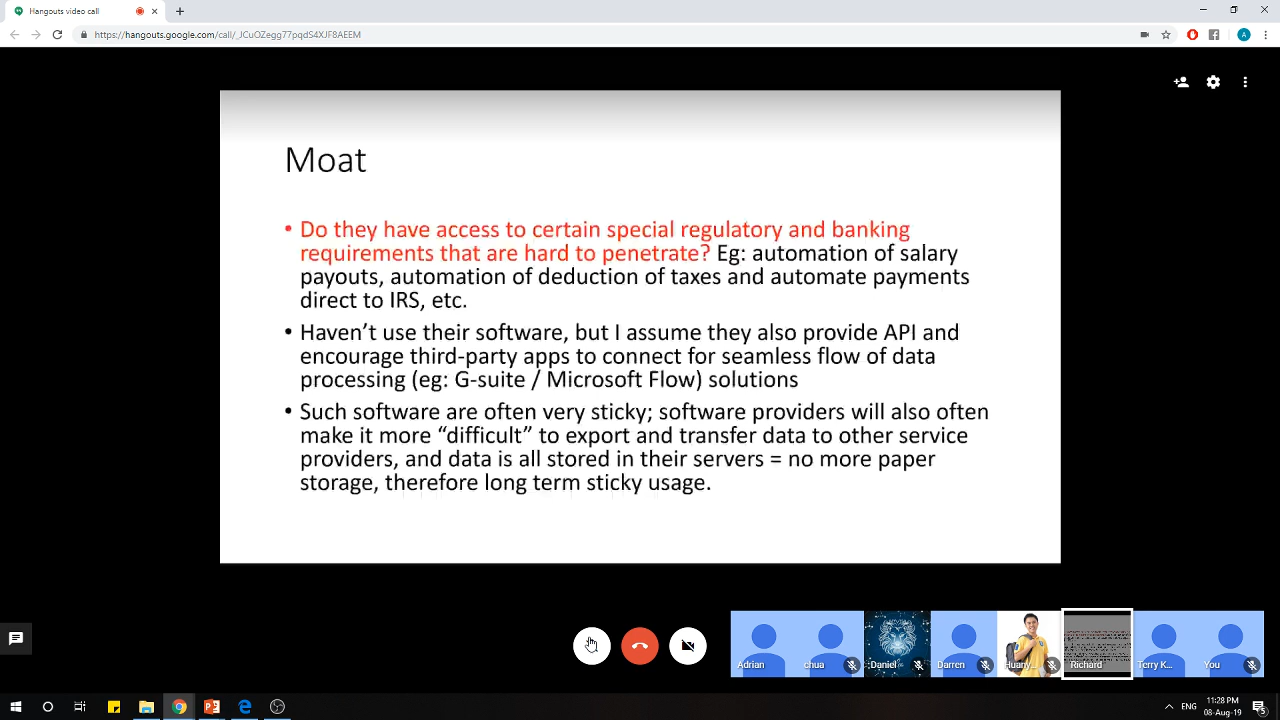 Hangouts video call
https://hangouts.google.com/call/_JCuOZegg77pqdS4XJF8AEEM
A
Moat
• Do they have access to certain special regulatory and banking
requirements that are hard to penetrate? Eg: automation of salary
payouts, automation of deduction of taxes and automate payments
direct to IRS, etc.
• Haven't use their software, but I assume they also provide API and
encourage third-party apps to connect for seamless flow of data
processing (eg: G-suite / Microsoft Flow) solutions
• Such software are often very sticky; software providers will also often
make it more “difficult” to export and transfer data to other service
providers, and data is all stored in their servers = no more paper
storage, therefore long term sticky usage.
Adrian
chua
Daniel
Darren
Huany...
Richard
Terry K...
You
ENG
11:28 PM
08-Aug-19
5